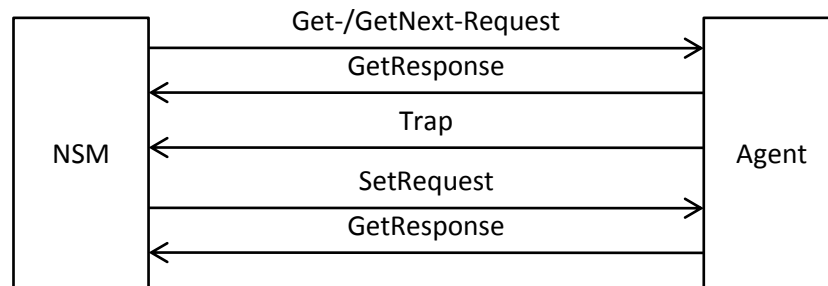 Get-/GetNext-Request
GetResponse
Trap
NSM
Agent
SetRequest
GetResponse